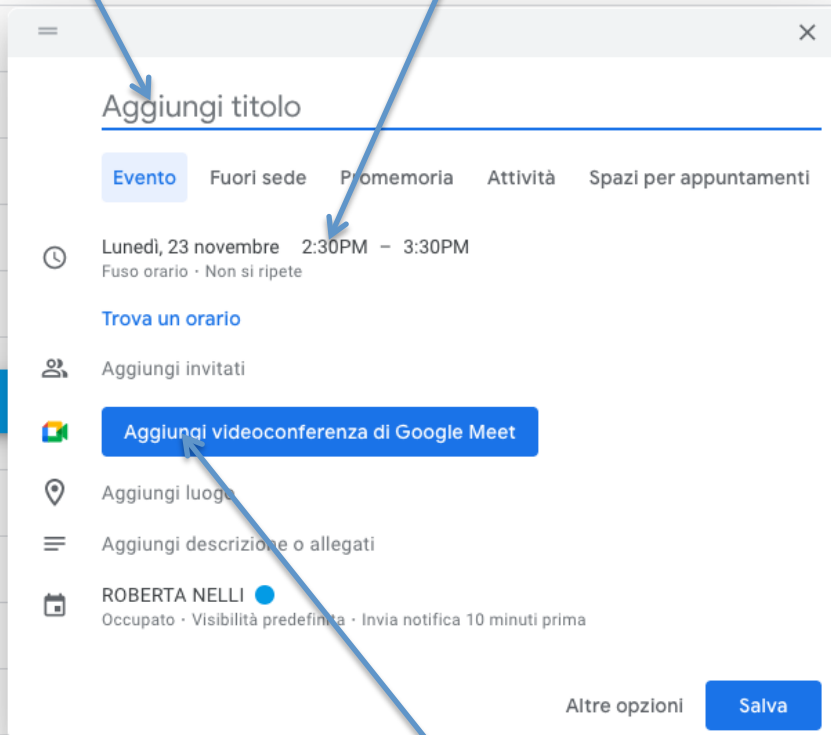 Aggiungi titolo
Evento Fuori sede Promemoria Attività Spazi per appuntamenti
Lunedì, 23 novembre 2:30PM – 3:30PM
Fuso orario · Non si ripete
Trova un orario
Aggiungi invitati
Aggiungi videoconferenza di Google Meet
Aggiungi luogo
Aggiungi descrizione o allegati
ROBERTA NELLI
Occupato · Visibilità predefinita · Invia notifica 10 minuti prima
Altre opzioni Salva